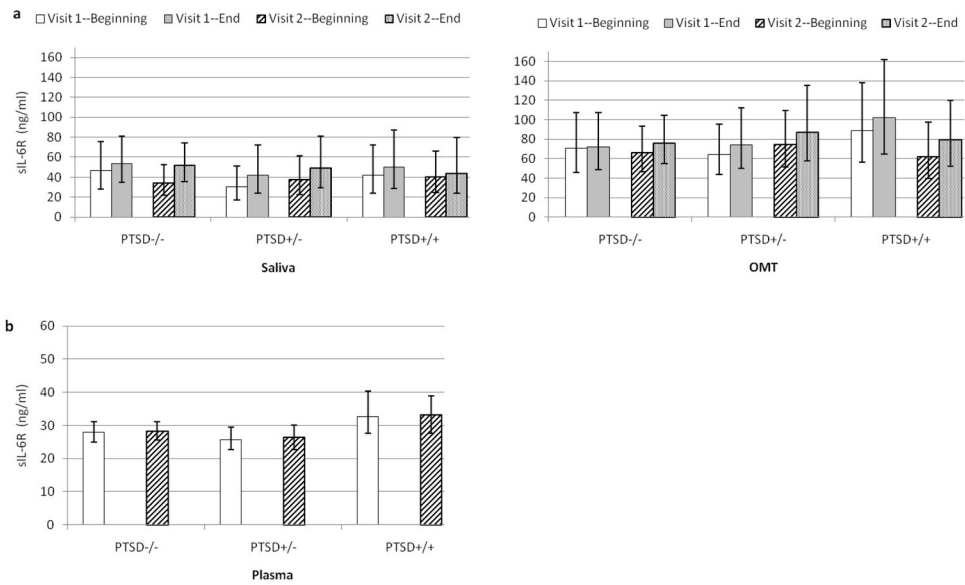 a
Visit 1--Beginning Visit 1--End Visit 2--Beginning Visit 2--End
sIL-6R (ng/ml)
160
140
120
100
80
60
40
20
0
PTSD-/- PTSD+/- PTSD+/+
Saliva
Visit 1--Beginning Visit 1--End Visit 2--Beginning Visit 2--End
160
140
120
100
80
60
40
20
0
PTSD-/- PTSD+/- PTSD+/+
OMT
b
sIL-6R (ng/ml)
60
50
40
30
20
10
0
PTSD-/- PTSD+/- PTSD+/+
Plasma